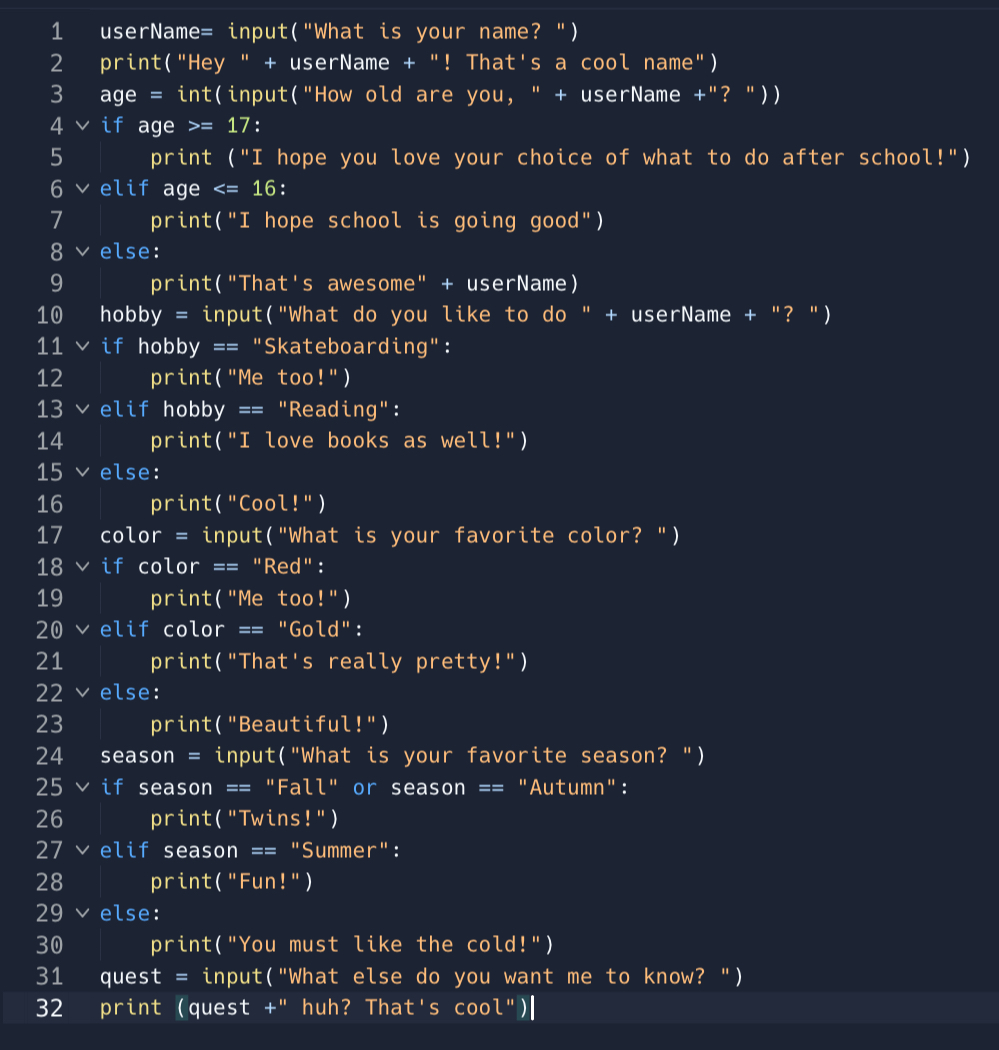 1 userName= input("What is your name? ")
2 print("Hey " + userName + "! That's a cool name")
3 age = int(input("How old are you, " + userName +"? "))
4 if age >= 17:
5     print ("I hope you love your choice of what to do after school!")
6 elif age <= 16:
7     print("I hope school is going good")
8 else:
9     print("That's awesome" + userName)
10 hobby = input("What do you like to do " + userName + "? ")
11 if hobby == "Skateboarding":
12     print("Me too!")
13 elif hobby == "Reading":
14     print("I love books as well!")
15 else:
16     print("Cool!")
17 color = input("What is your favorite color? ")
18 if color == "Red":
19     print("Me too!")
20 elif color == "Gold":
21     print("That's really pretty!")
22 else:
23     print("Beautiful!")
24 season = input("What is your favorite season? ")
25 if season == "Fall" or season == "Autumn":
26     print("Twins!")
27 elif season == "Summer":
28     print("Fun!")
29 else:
30     print("You must like the cold!")
31 quest = input("What else do you want me to know? ")
32 print (quest +" huh? That's cool")